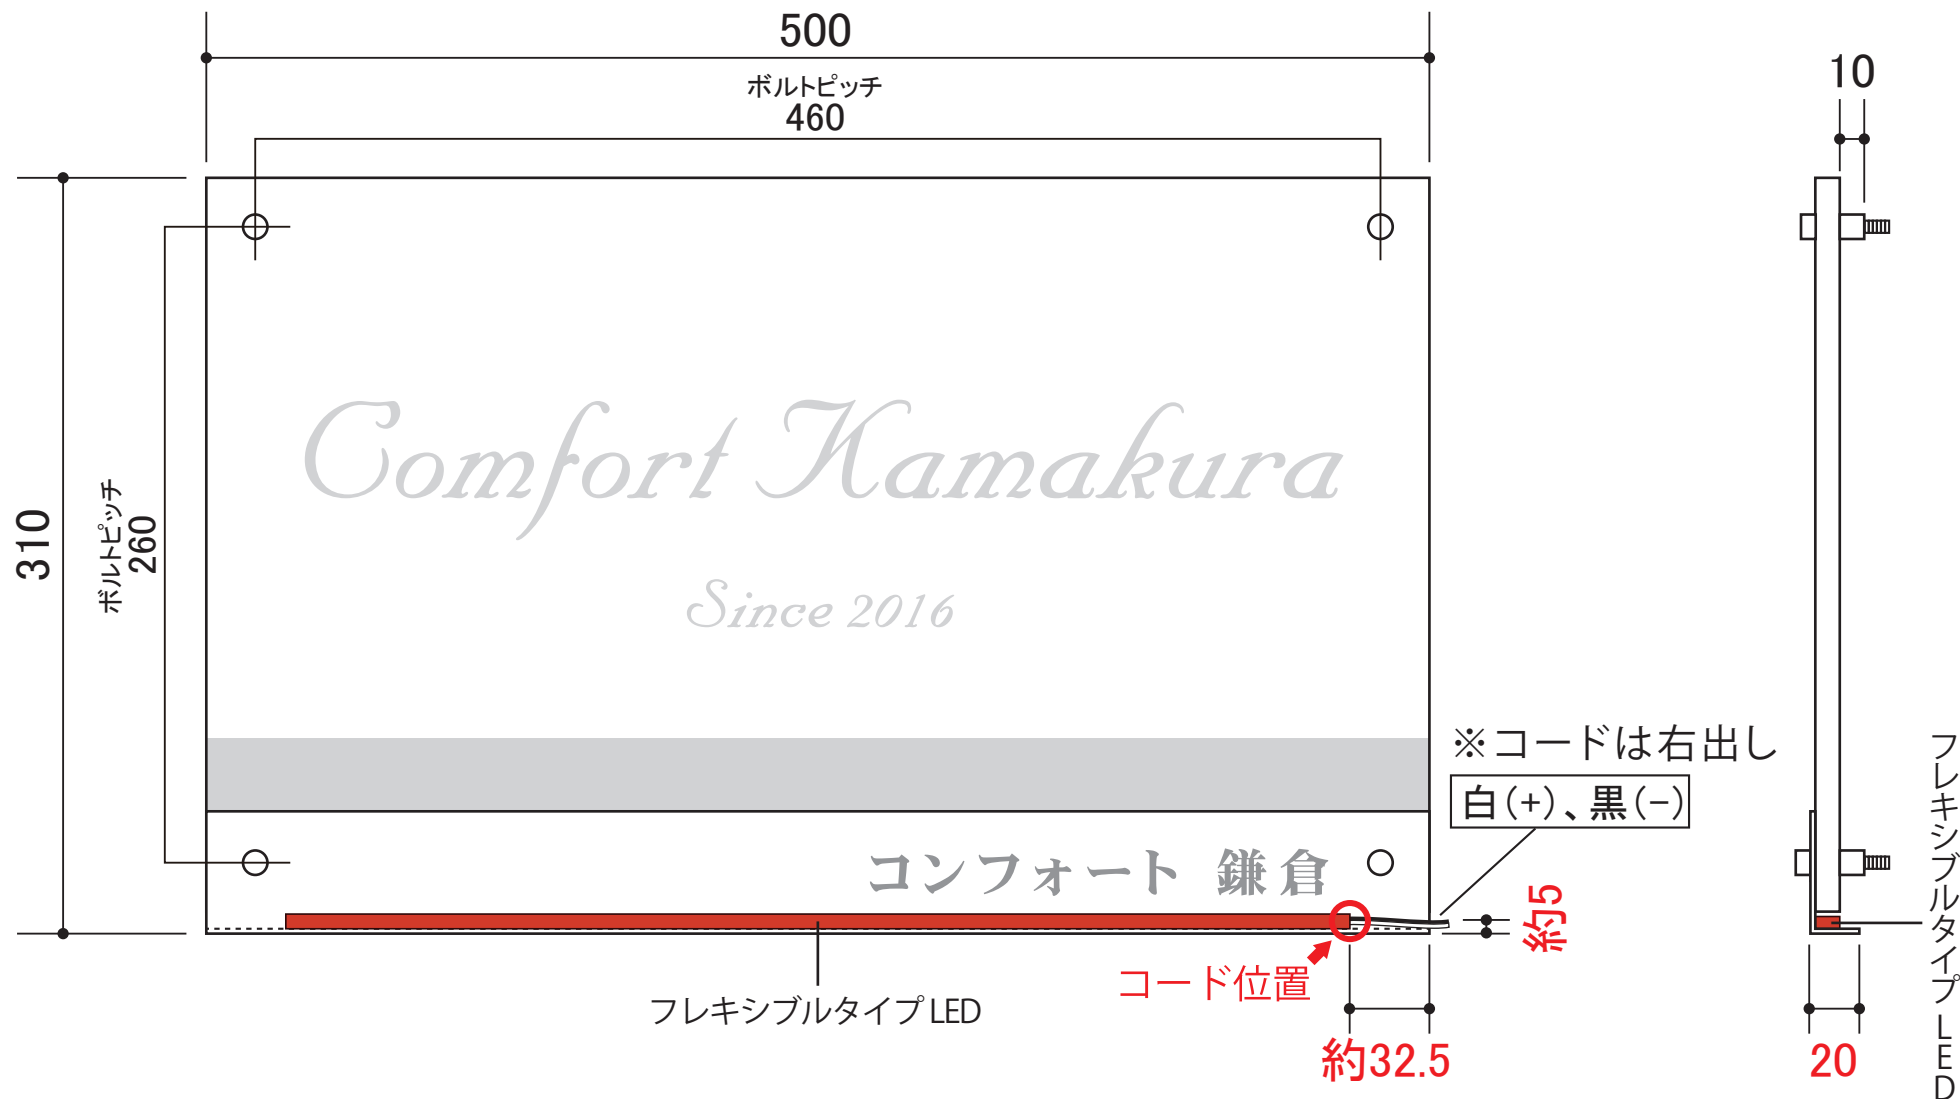 500
ボルトピッチ
460
10
310
ボルトピッチ
260
Comfort Kamakura
Since 2016
※コードは右出し
白(+)、黒(−)
コンフォート 鎌倉
約5
コード位置
フレキシブルタイプLED
約32.5
20
フレキシブルタイプLED